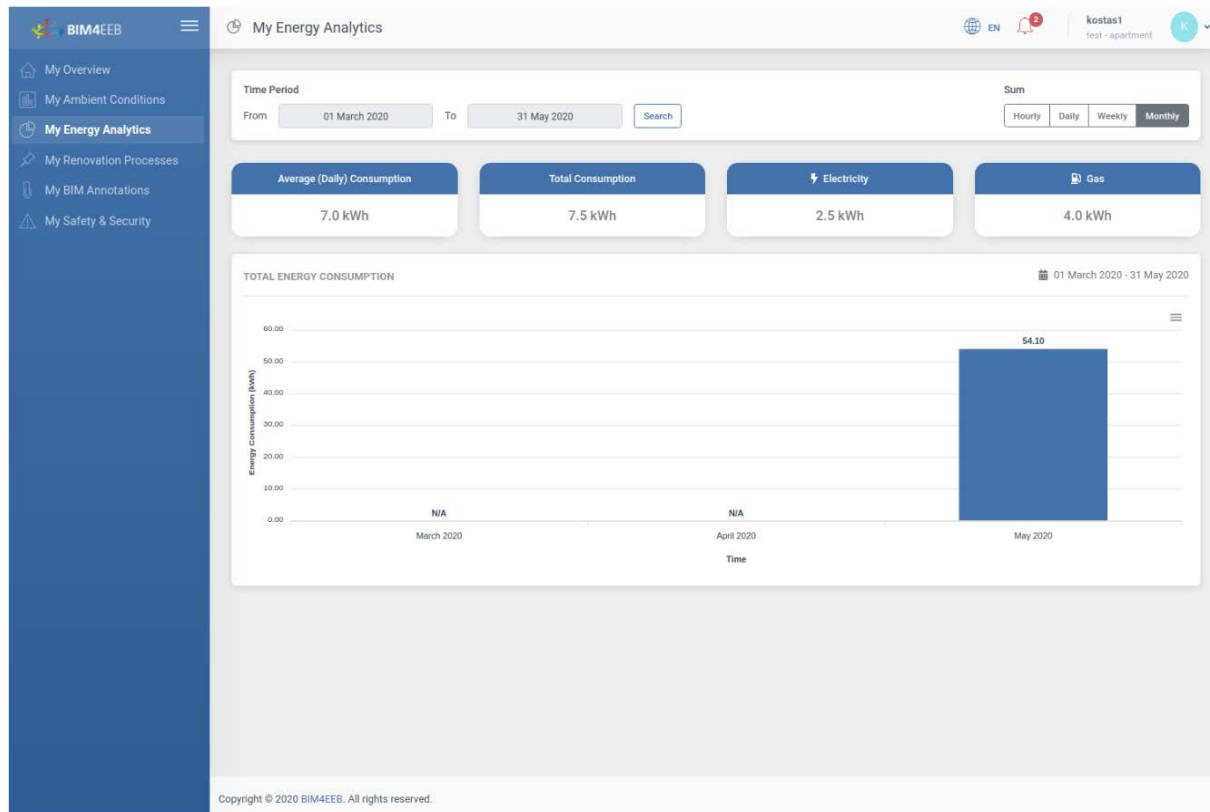 BIM4EEB
My Energy Analytics
EN
2
kostas1
test - apartment
K
My Overview
My Ambient Conditions
My Energy Analytics
My Renovation Processes
My BIM Annotations
My Safety & Security
Time Period
From 01 March 2020 To 31 May 2020 Search
Sum
Hourly Daily Weekly Monthly
Average (Daily) Consumption
7.0 kWh
Total Consumption
7.5 kWh
Electricity
2.5 kWh
Gas
4.0 kWh
TOTAL ENERGY CONSUMPTION
01 March 2020 - 31 May 2020
Energy Consumption (kWh)
60.00
50.00
40.00
30.00
20.00
10.00
0.00
N/A
N/A
54.10
March 2020
April 2020
May 2020
Time
Copyright © 2020 BIM4EEB. All rights reserved.